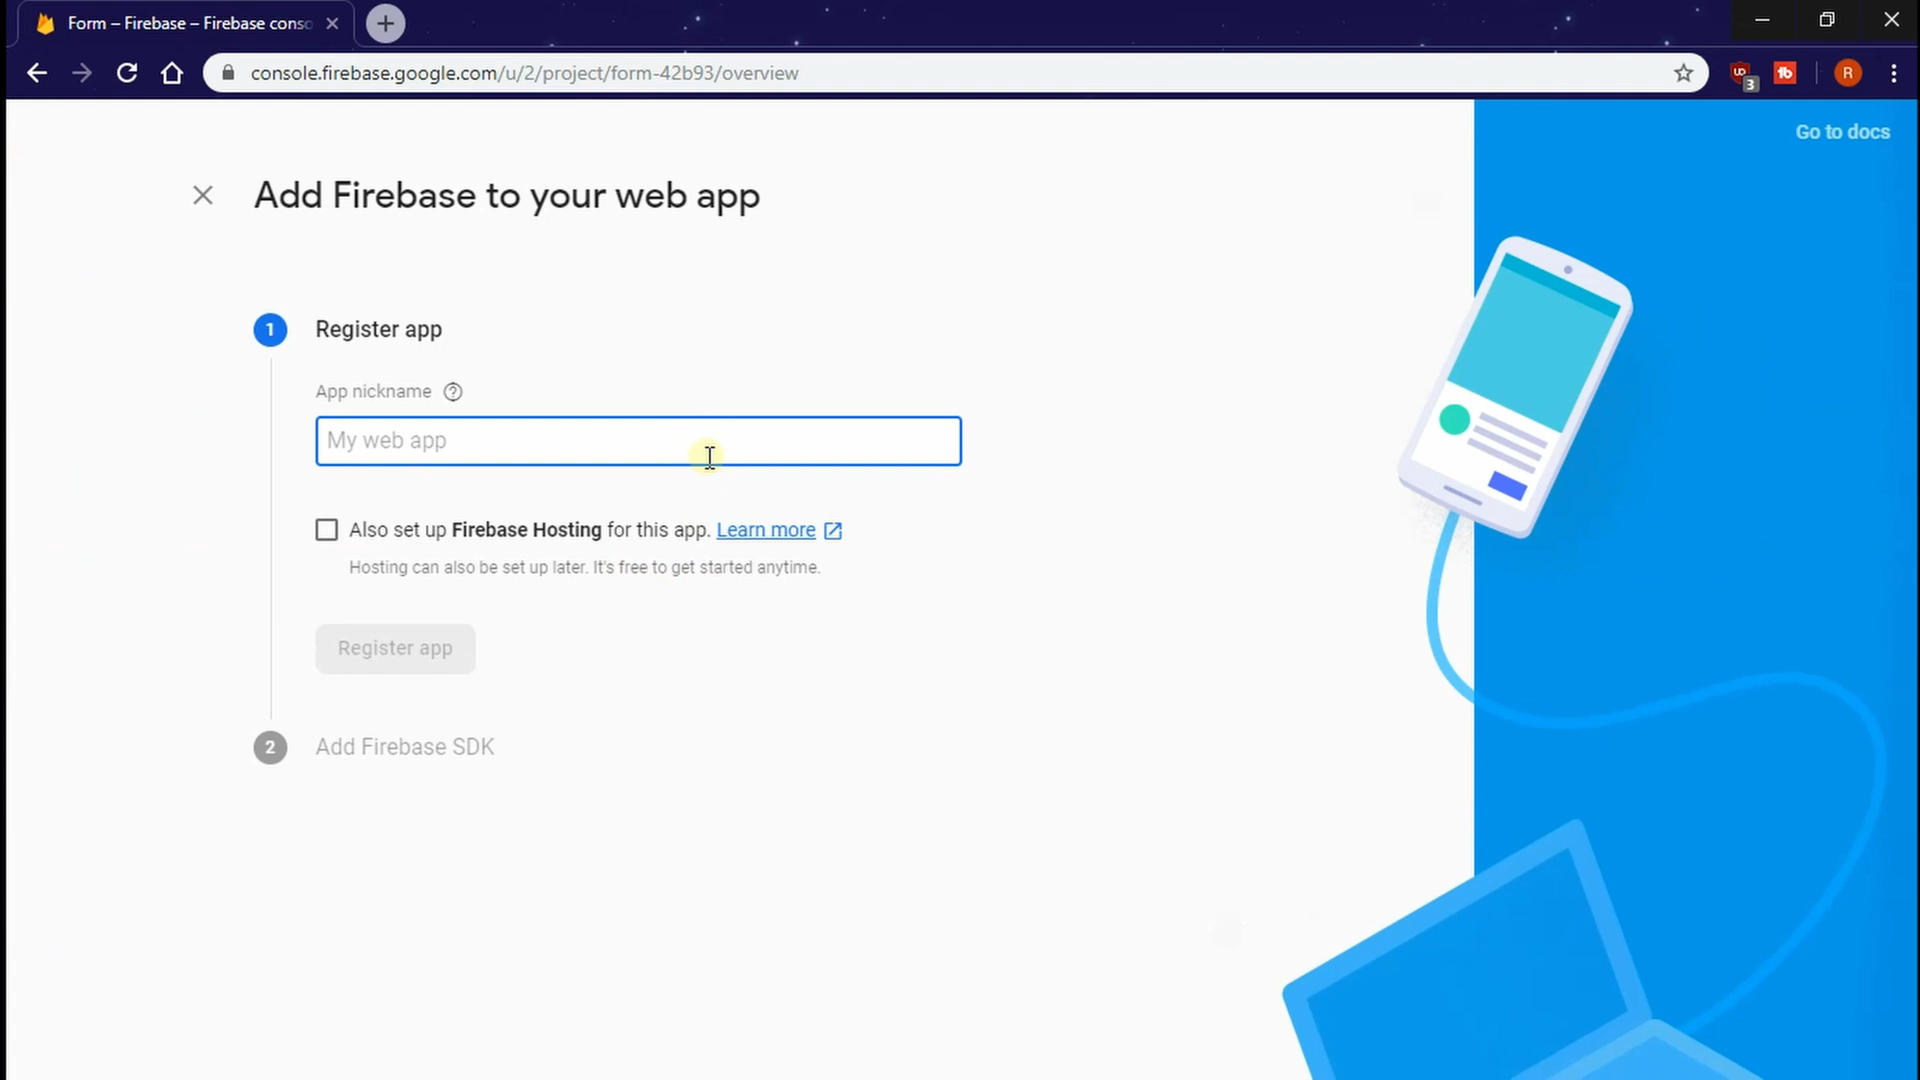 Form – Firebase – Firebase conso
console.firebase.google.com/u/2/project/form-42b93/overview
3
R
Go to docs
Add Firebase to your web app
1 Register app
App nickname ?
My web app
Also set up Firebase Hosting for this app. Learn more
Hosting can also be set up later. It's free to get started anytime.
Register app
2 Add Firebase SDK